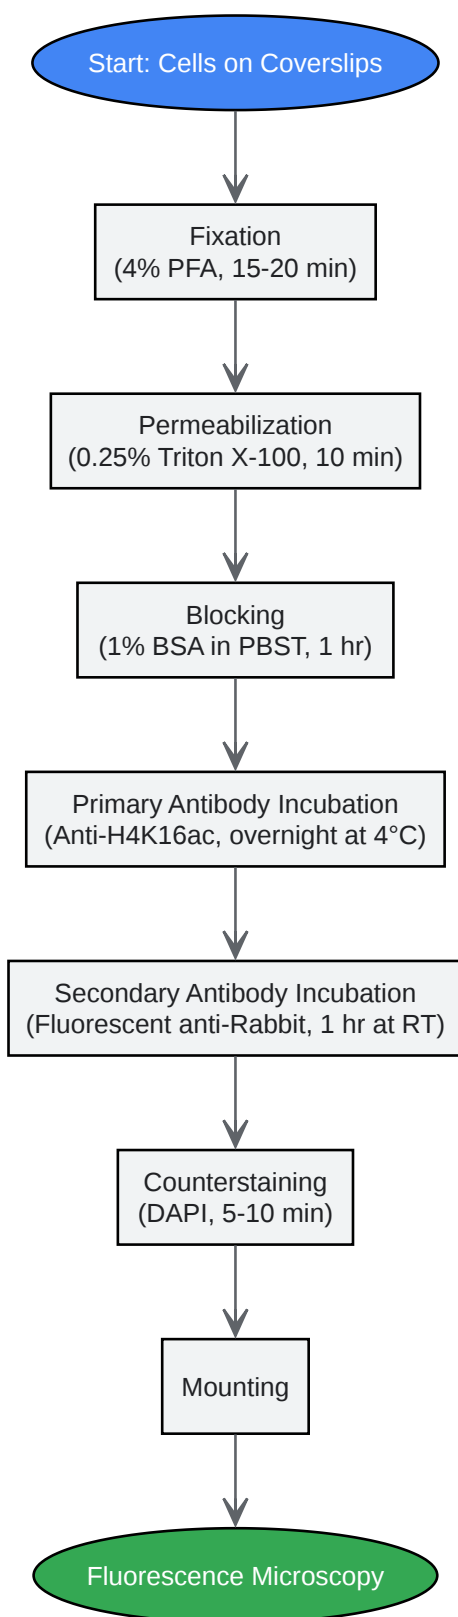 Start: Cells on Coverslips
Fixation
(4% PFA, 15-20 min)
Permeabilization
(0.25% Triton X-100, 10 min)
Blocking
(1% BSA in PBST, 1 hr)
Primary Antibody Incubation
(Anti-H4K16ac, overnight at 4°C)
Secondary Antibody Incubation
(Fluorescent anti-Rabbit, 1 hr at RT)
Counterstaining
(DAPI, 5-10 min)
Mounting
Fluorescence Microscopy